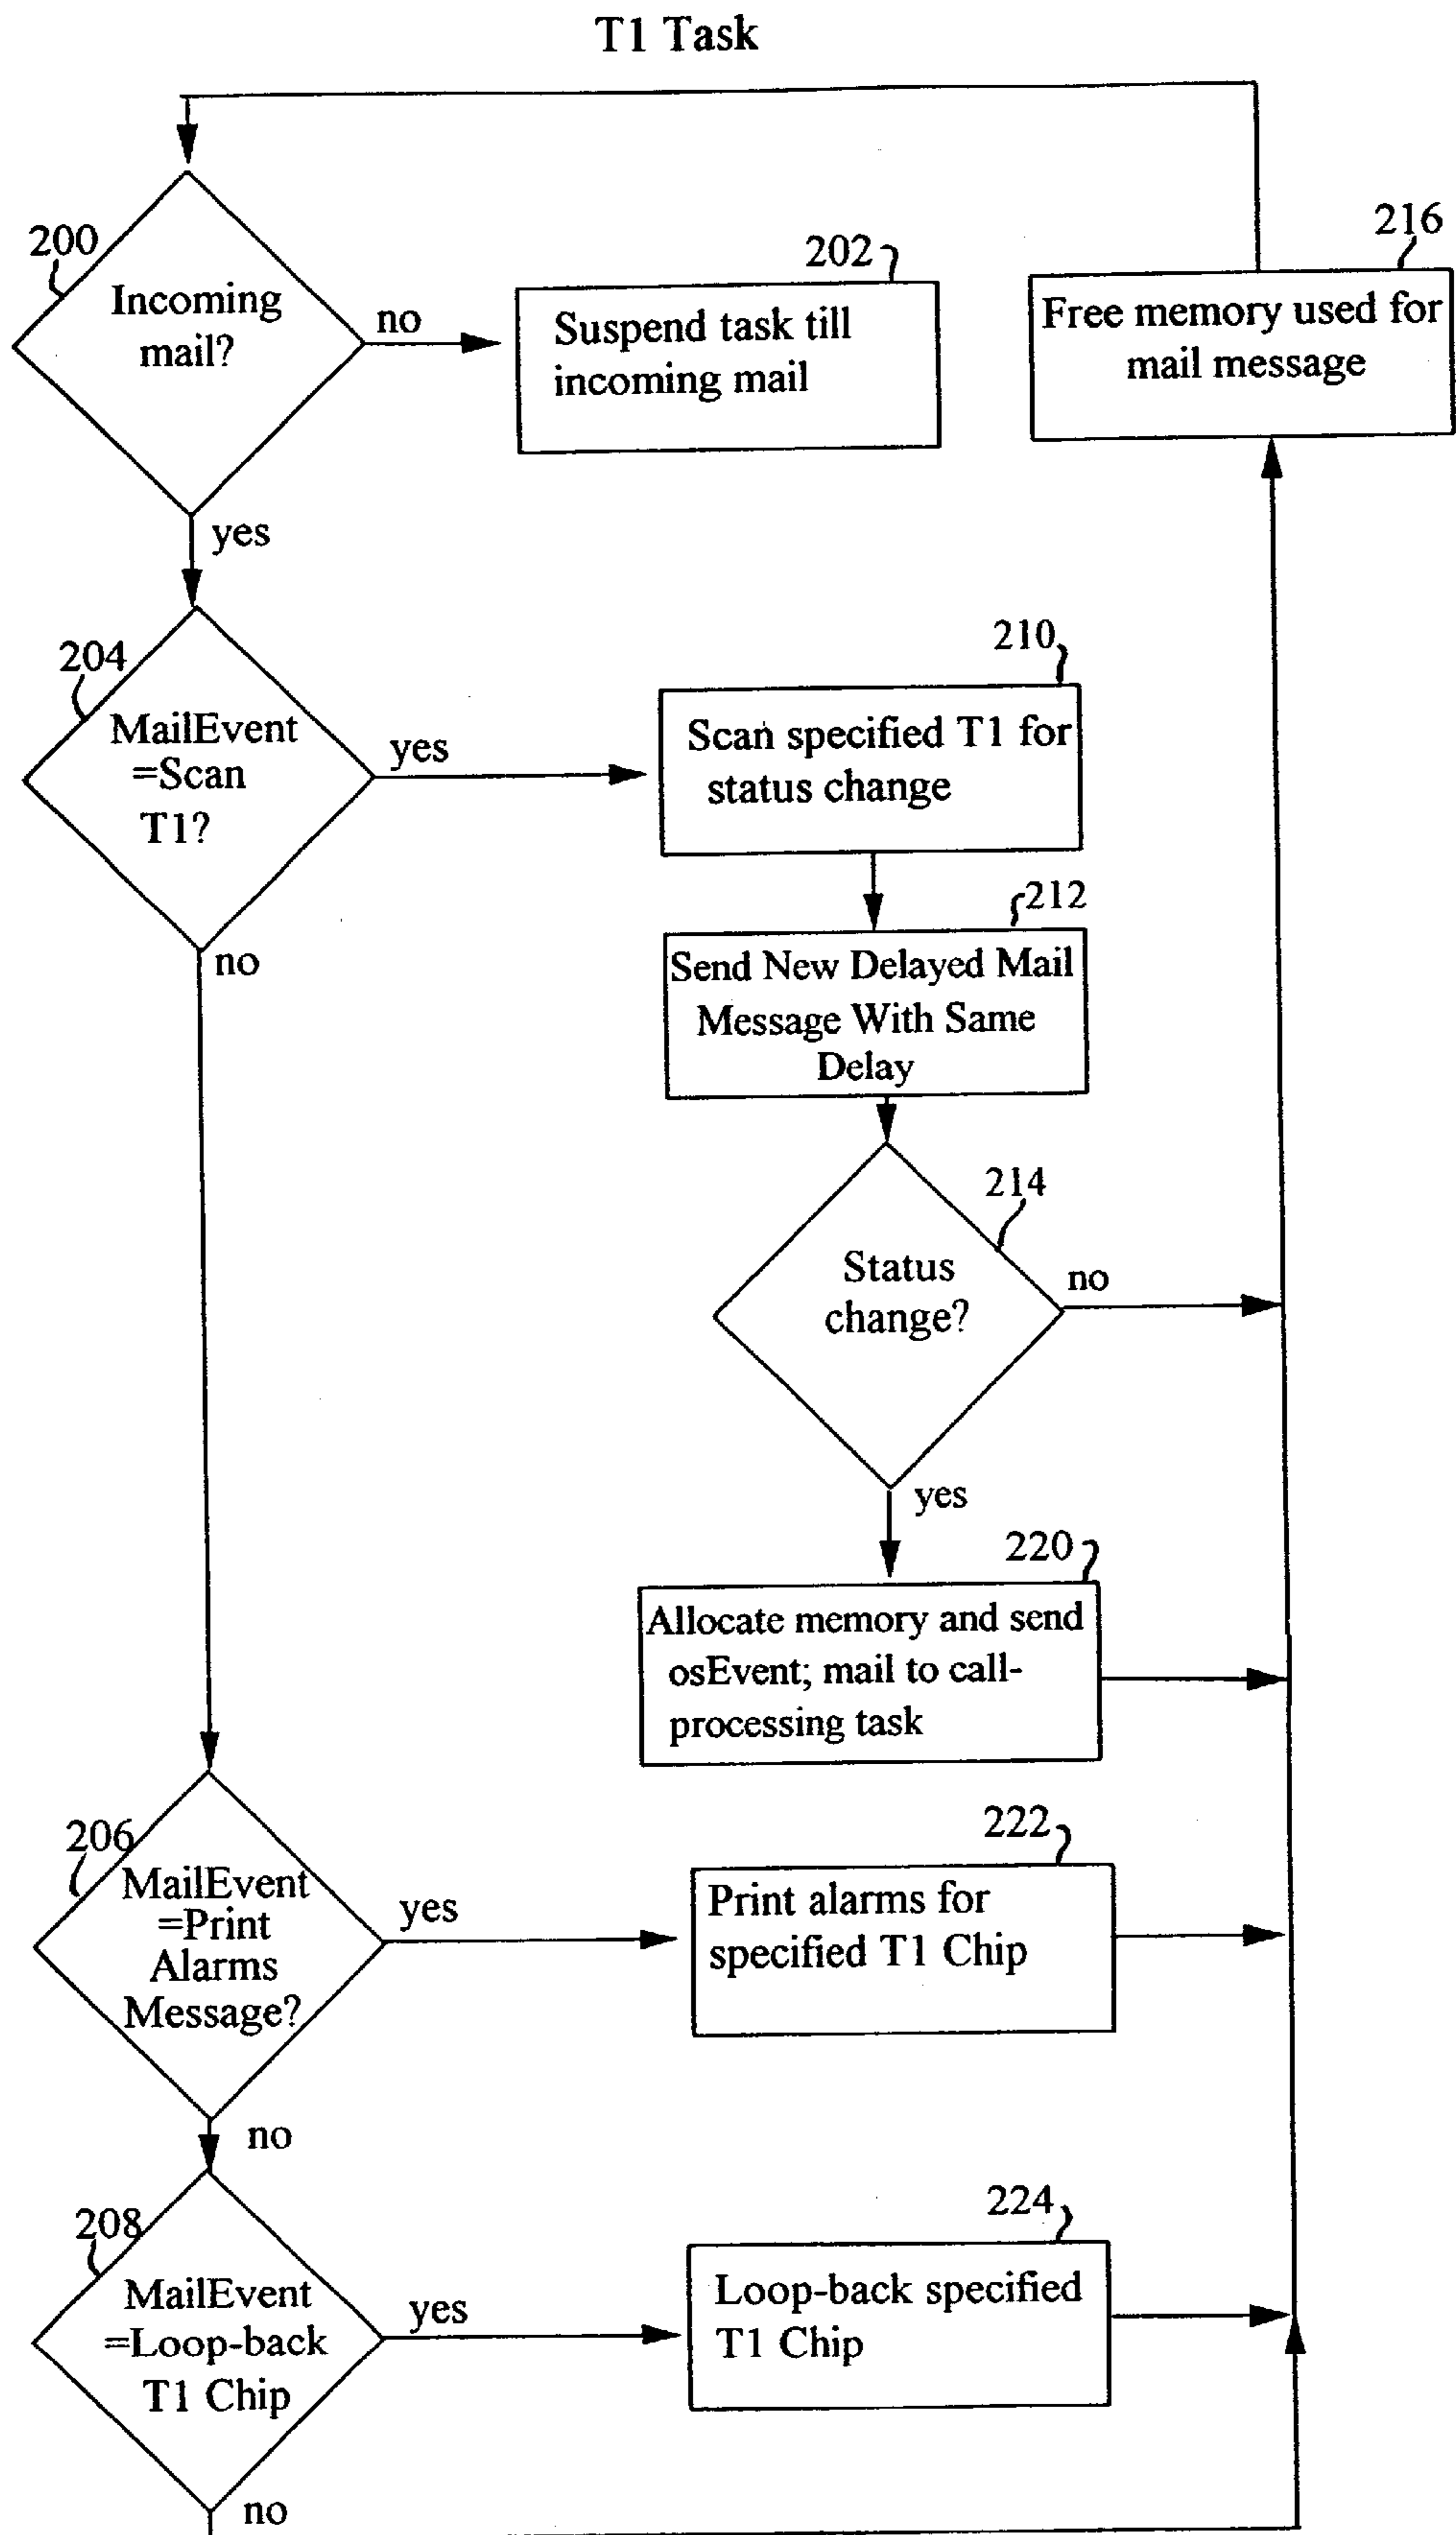 T1 Task
200
Incoming
mail?
no
yes
202
Suspend task till
incoming mail
216
Free memory used for
mail message
204
MailEvent
=Scan
T1?
yes
no
210
Scan specified T1 for
status change
212
Send New Delayed Mail
Message With Same
Delay
214
Status
change?
no
yes
220
Allocate memory and send
osEvent; mail to call-
processing task
206
MailEvent
=Print
Alarms
Message?
yes
no
222
Print alarms for
specified T1 Chip
208
MailEvent
=Loop-back
T1 Chip
yes
no
224
Loop-back specified
T1 Chip